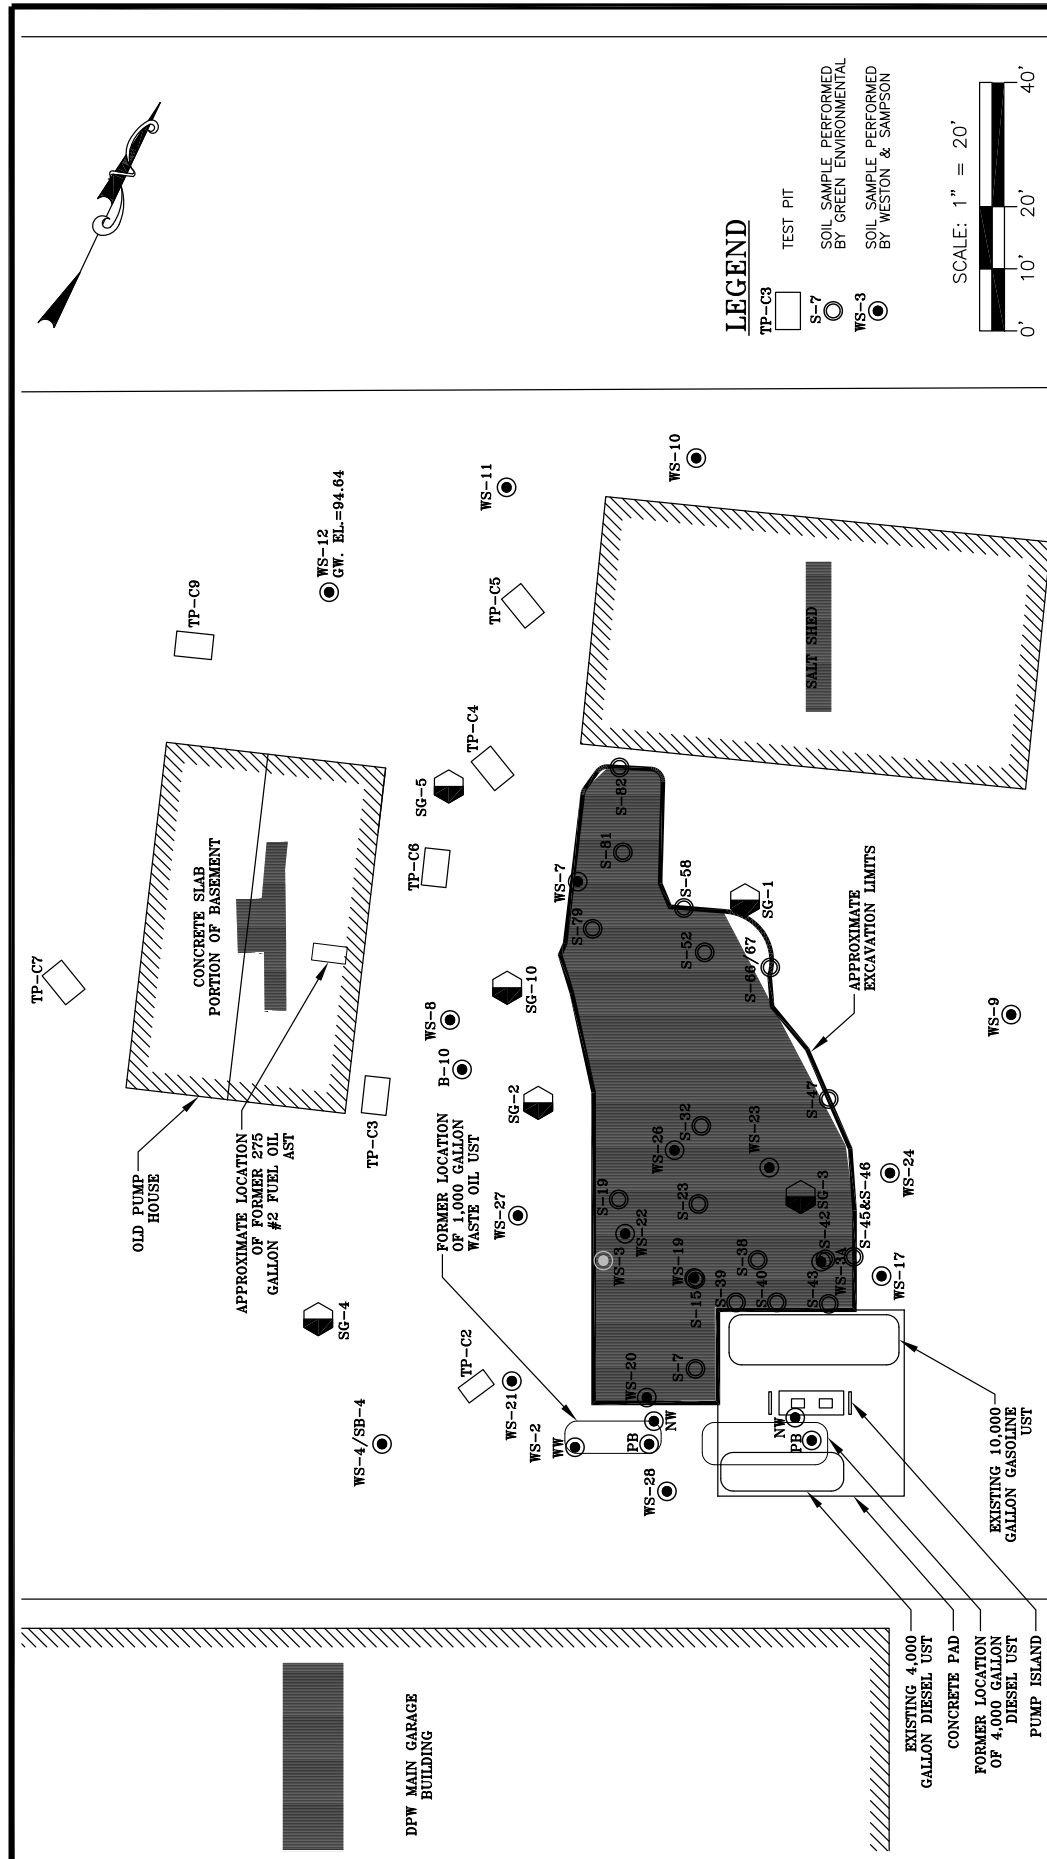 LEGEND
TP-C3
TEST PIT
S-7
SOIL SAMPLE PERFORMED
BY GREEN ENVIRONMENTAL
WS-3
SOIL SAMPLE PERFORMED
BY WESTON & SAMPSON
SCALE: 1" = 20'
0'
10'
20'
40'
TP-C7
TP-C9
WS-12
GW. EL.=94.64
WS-11
WS-10
TP-C5
TP-C4
SG-5
TP-C6
SALT SHED
CONCRETE SLAB
PORTION OF BASEMENT
OLD PUMP
HOUSE
APPROXIMATE LOCATION
OF FORMER 275
GALLON #2 FUEL OIL
AST
TP-C3
WS-8
B-10
SG-10
SG-2
SG-4
FORMER LOCATION
OF 1,000 GALLON
WASTE OIL UST
WS-27
TP-C2
WS-21
WS-2
WS-4/SB-4
WW
PB
NW
WS-28
WS-20
S-7
WS-7
S-79
S-81
S-82
S-58
SG-1
S-52
S-66/67
APPROXIMATE
EXCAVATION LIMITS
WS-9
S-47
S-32
WS-26
WS-23
S-19
S-23
WS-22
WS-3
WS-19
S-15
S-38
S-39
S-40
S-42
SG-3
S-43
WS-3A
S-45&S-46
WS-24
WS-17
NW
PB
EXISTING 10,000
GALLON GASOLINE
UST
EXISTING 4,000
GALLON DIESEL UST
CONCRETE PAD
FORMER LOCATION
OF 4,000 GALLON
DIESEL UST
PUMP ISLAND
DPW MAIN GARAGE
BUILDING